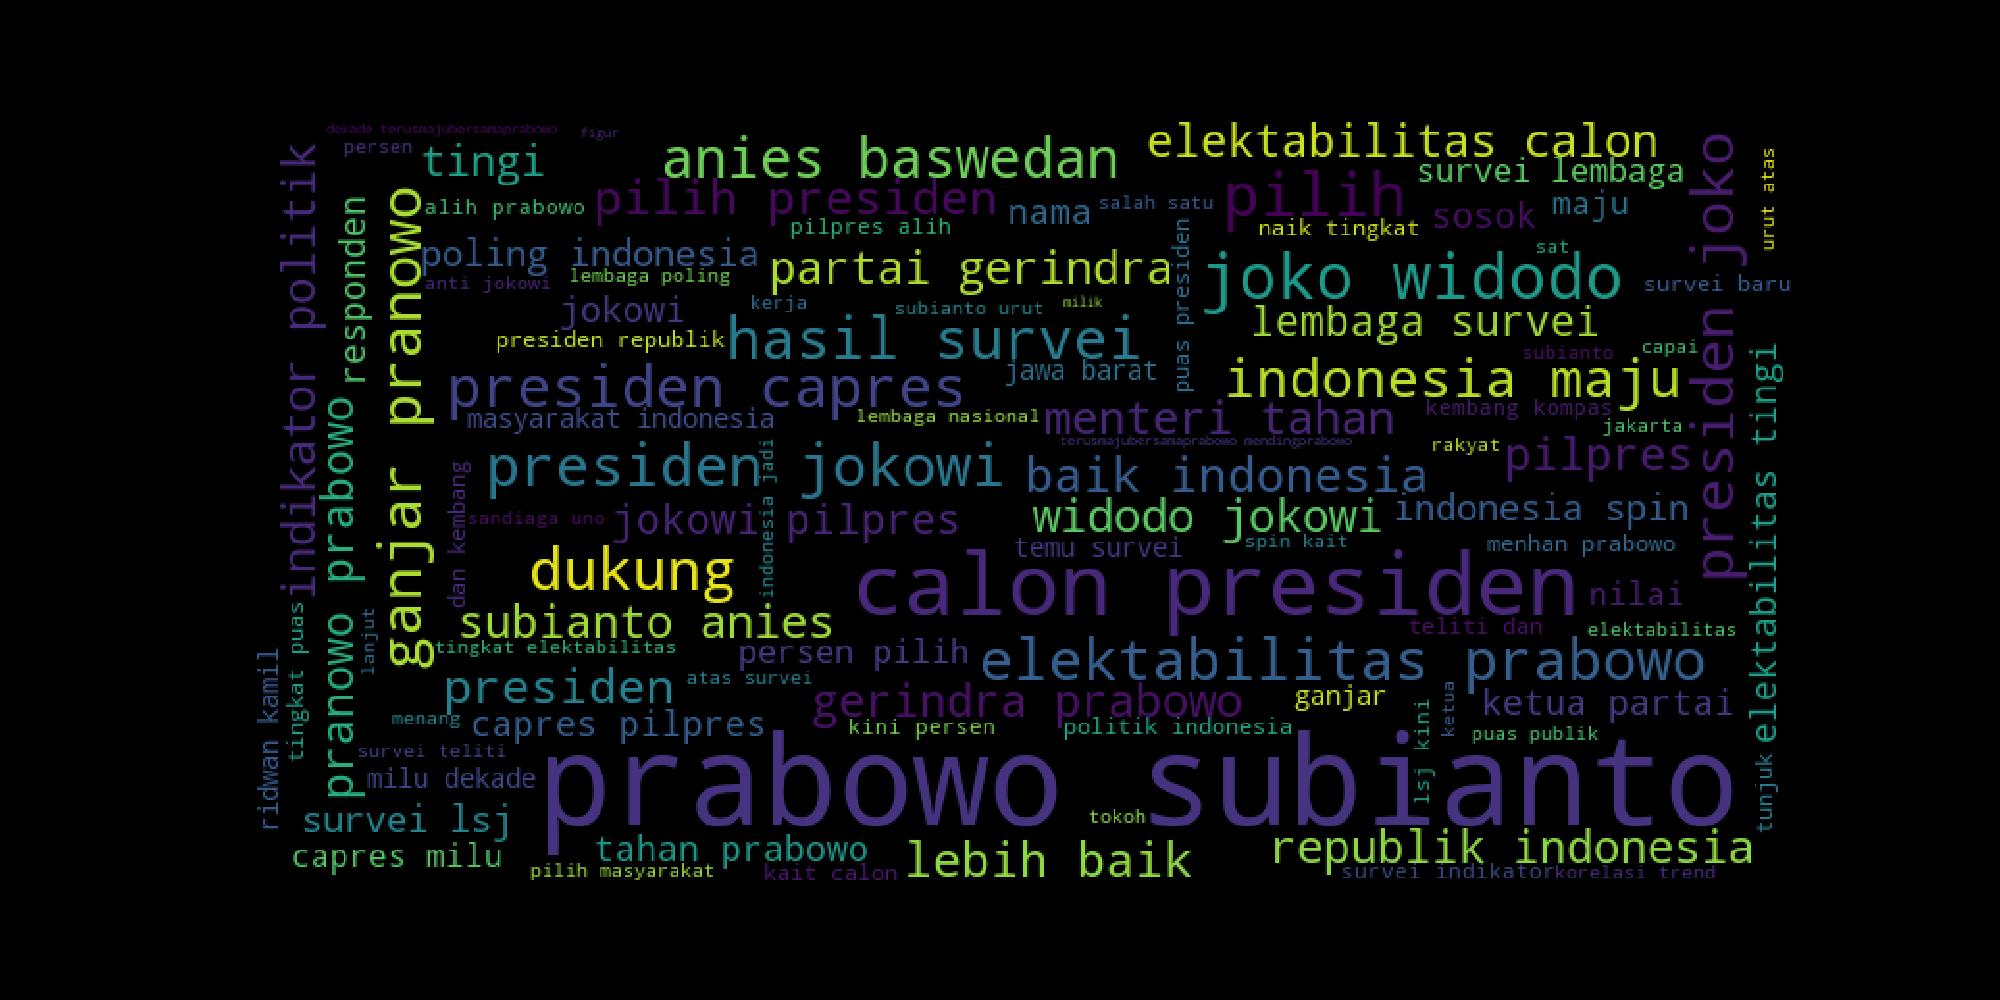 dekade terusmajubersamaprabowo
figur
persen
tingi
anies baswedan
elektabilitas calon
survei lembaga
indikator politik
responden
ganjar pranowo
alih prabowo
pilih presiden
pilpres alih
nama
salah satu
pilih
sosok
maju
naik tingkat
presiden joko
urut atas
poling indonesia
lembaga poling
anti jokowi
partai gerindra
puas presiden
sat
joko widodo
survei baru
jokowi
kerja
subianto urut
milik
lembaga survei
presiden republik
hasil survei
jawa barat
subianto
capai
presiden capres
indonesia maju
masyarakat indonesia
lembaga nasional
menteri tahan
kembang kompas
jakarta
terusmajubersamaprabowo mendingprabowo
rakyat
pilpres
elektabilitas tingi
pranowo prabowo
dan kembang
presiden jokowi
indonesia jadi
baik indonesia
sandiaga uno
jokowi pilpres
widodo jokowi
indonesia spin
spin kait
temu survei
menhan prabowo
dukung
calon presiden
nilai
tingkat puas
lanjut
subianto anies
teliti dan
elektabilitas
tingkat elektabilitas
persen pilih
elektabilitas prabowo
ridwan kamil
presiden
atas survei
gerindra prabowo
ganjar
ketua
ketua partai
menang
capres pilpres
kini persen
politik indonesia
lsj kini
puas publik
survei teliti
milu dekade
prabowo subianto
tunjuk
survei lsj
tokoh
capres milu
tahan prabowo
lebih baik
republik indonesia
pilih masyarakat
kait calon
survei indikator
korelasi trend